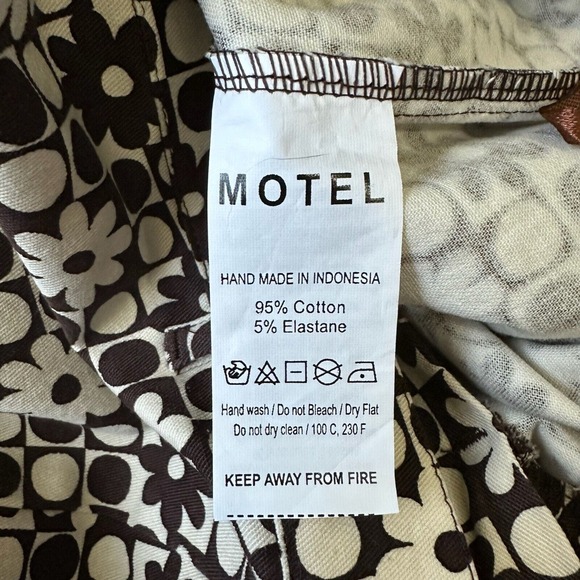 MOTEL
HAND MADE IN INDONESIA
95% Cotton
5% Elastane
Hand wash / Do not Bleach / Dry Flat
Do not dry clean / 100 C, 230 F
KEEP AWAY FROM FIRE